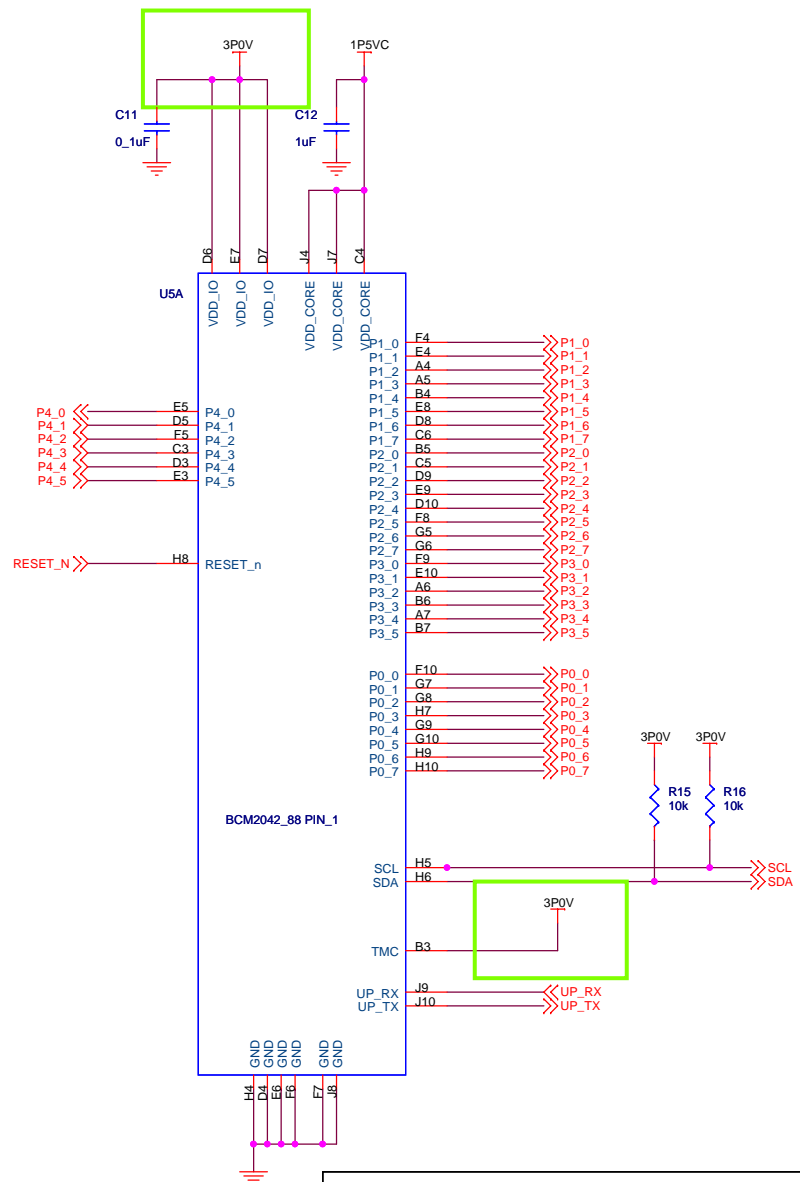 3P0V
1P5VC
C11
0_1uF
C12
1uF
D6
E7
D7
J4
J7
C4
U5A
VDD_IO
VDD_IO
VDD_IO
VDD_CORE
VDD_CORE
VDD_CORE
P4_0 E5 P4_0
P4_1 D5 P4_1
P4_2 F5 P4_2
P4_3 C3 P4_3
P4_4 D3 P4_4
P4_5 E3 P4_5
RESET_N H8 RESET_n
P1_0 F4 P1_0
P1_1 E4 P1_1
P1_2 A4 P1_2
P1_3 A5 P1_3
P1_4 B4 P1_4
P1_5 E8 P1_5
P1_6 D8 P1_6
P1_7 C6 P1_7
P2_0 B5 P2_0
P2_1 C5 P2_1
P2_2 D9 P2_2
P2_3 E9 P2_3
P2_4 D10 P2_4
P2_5 F8 P2_5
P2_6 G5 P2_6
P2_7 G6 P2_7
P3_0 F9 P3_0
P3_1 E10 P3_1
P3_2 A6 P3_2
P3_3 B6 P3_3
P3_4 A7 P3_4
P3_5 B7 P3_5
P0_0 F10 P0_0
P0_1 G7 P0_1
P0_2 G8 P0_2
P0_3 H7 P0_3
P0_4 G9 P0_4
P0_5 G10 P0_5
P0_6 H9 P0_6
P0_7 H10 P0_7
3P0V
3P0V
R15
10k
R16
10k
BCM2042_88 PIN_1
SCL H5 SCL
SDA H6 SDA
3P0V
TMC B3
UP_RX J9 UP_RX
UP_TX J10 UP_TX
GND
GND
GND
GND
GND
GND
H4
D4
E6
F6
F7
J8